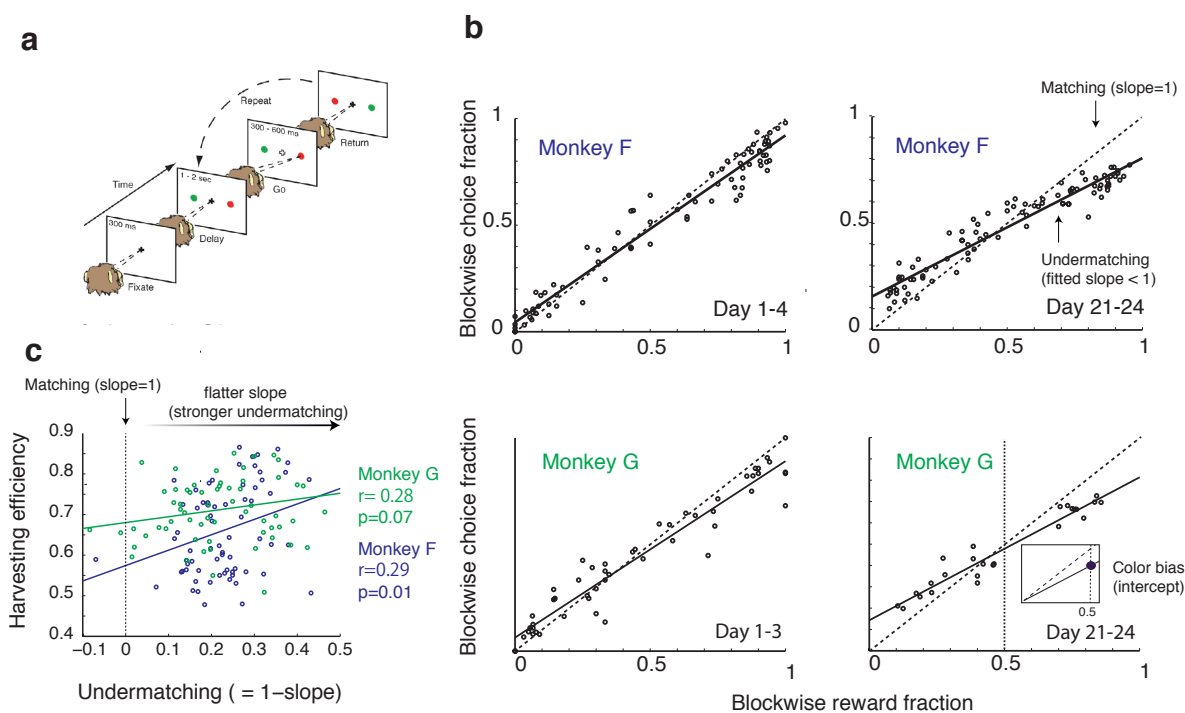 a
Repeat
300 - 600 ms
Return
Time
1 - 2 sec
Go
300 ms
Delay
Fixate
b
Blockwise choice fraction
1
0.5
0
Monkey F
Day 1-4
0
0.5
1
Matching (slope=1)
1
0.5
0
Monkey F
Undermatching
(fitted slope < 1)
Day 21-24
0
0.5
1
c
Matching (slope=1)
flatter slope
(stronger undermatching)
Harvesting efficiency
0.9
0.8
0.7
0.6
0.5
0.4
−0.1
0
0.1
0.2
0.3
0.4
0.5
Monkey G
r= 0.28
p=0.07
Monkey F
r=0.29
p=0.01
Undermatching ( = 1−slope)
Blockwise choice fraction
Monkey G
Day 1-3
0
0.5
1
Monkey G
Color bias
(intercept)
0.5
Day 21-24
0
0.5
1
Blockwise reward fraction